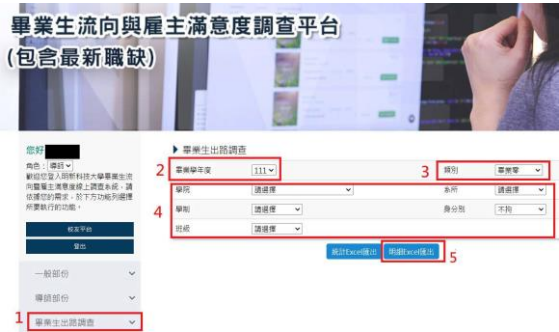 畢業生流向與雇主滿意度調查平台
(包含最新職缺)
您好
角色：導師
歡迎您登入明新科技大學畢業生流
向暨雇主滿意度線上調查系統，請
依據您的需求，於下方功能列選擇
所要執行的功能。
校友平台
登出
一般部份
導師部份
1 畢業生出路調查
畢業生出路調查
2 畢業學年度 111 3 類別 畢業零
4 學院 請選擇 系所 請選擇
學制 請選擇 身分別 不拘
班級 請選擇
統計Excel匯出 明細Excel匯出 5